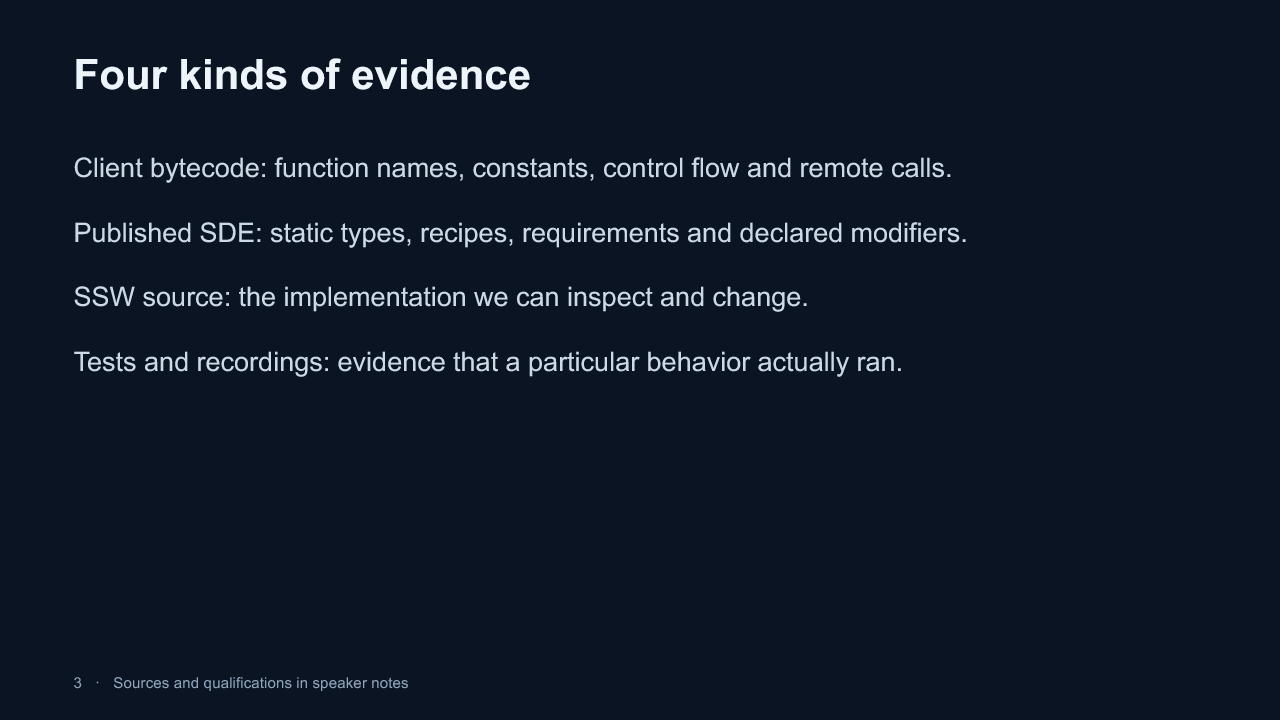 Four kinds of evidence
Client bytecode: function names, constants, control flow and remote calls.
Published SDE: static types, recipes, requirements and declared modifiers.
SSW source: the implementation we can inspect and change.
Tests and recordings: evidence that a particular behavior actually ran.
3 · Sources and qualifications in speaker notes